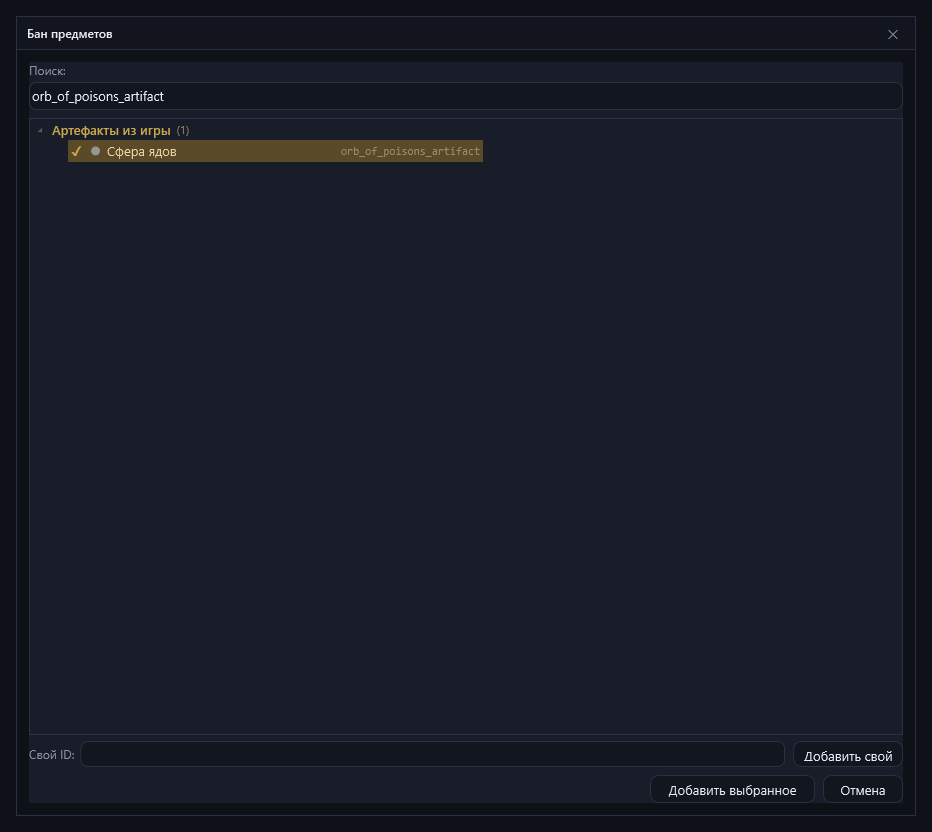 Бан предметов
Поиск:
orb_of_poisons_artifact
Артефакты из игры (1)
✓ Сфера ядов orb_of_poisons_artifact
Свой ID:
Добавить свой
Добавить выбранное Отмена